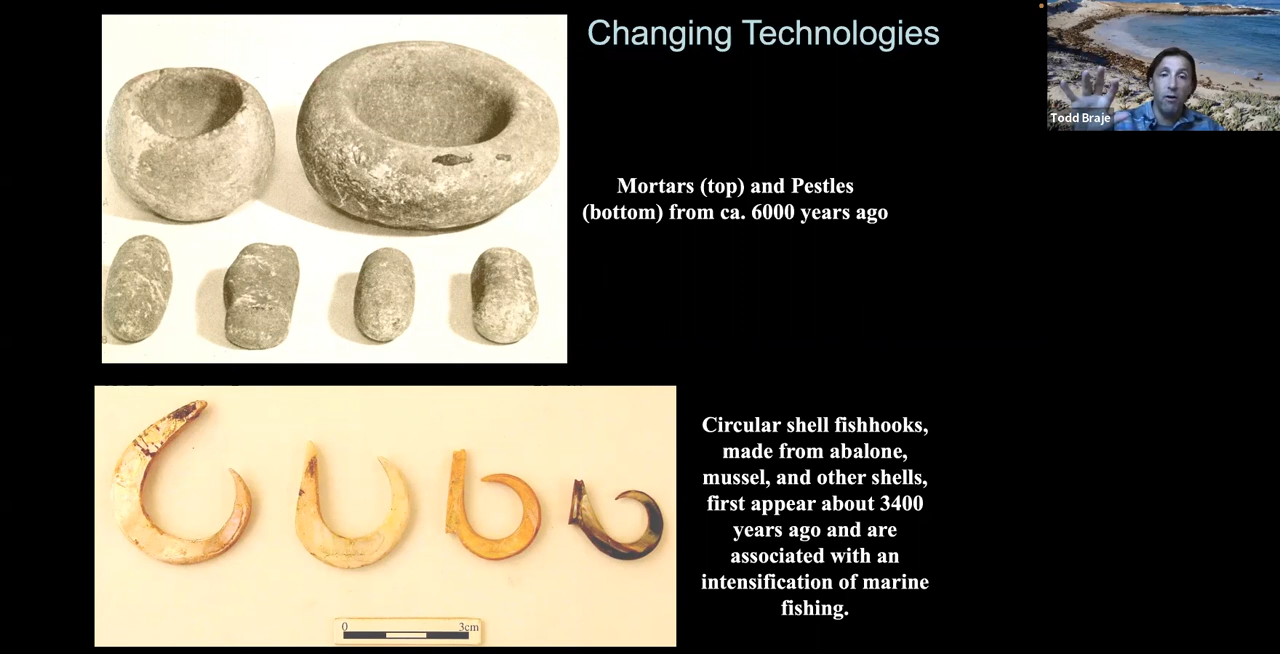 Changing Technologies
Todd Braje
Mortars (top) and Pestles
(bottom) from ca. 6000 years ago
Circular shell fishhooks,
made from abalone,
mussel, and other shells,
first appear about 3400
years ago and are
associated with an
intensification of marine
fishing.
0 3cm